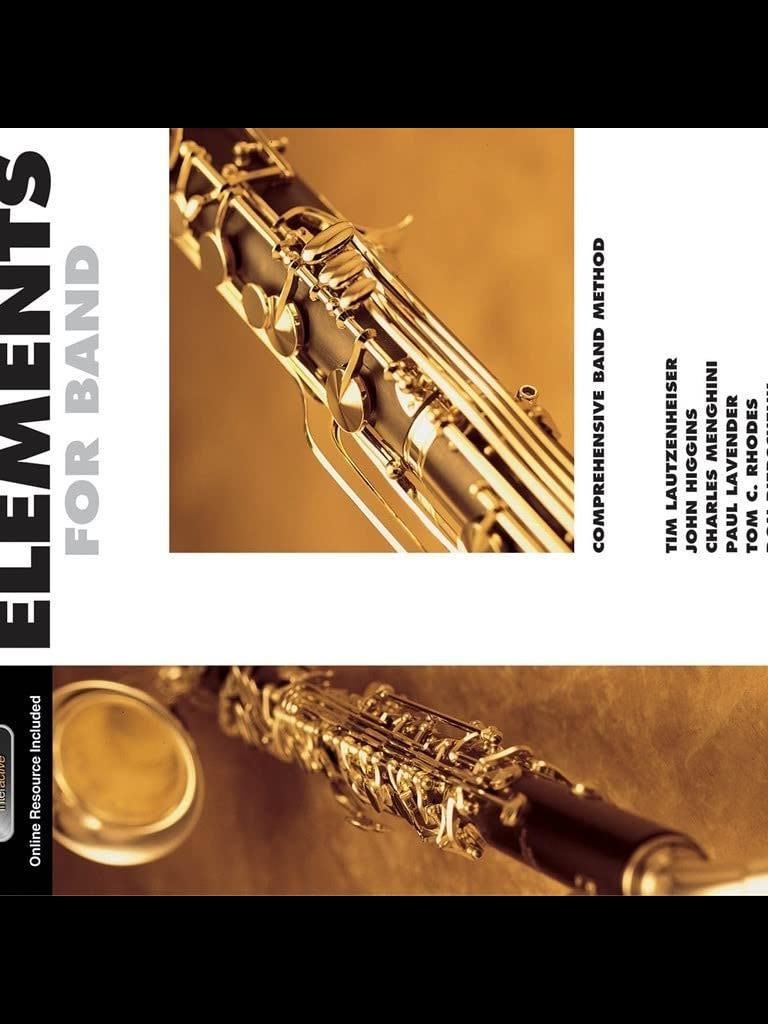 ELEMENTS
FOR BAND
COMPREHENSIVE BAND METHOD
TIM LAUTZENHEISER
JOHN HIGGINS
CHARLES MENGHINI
PAUL LAVENDER
TOM C. RHODES
Interactive
Online Resource Included